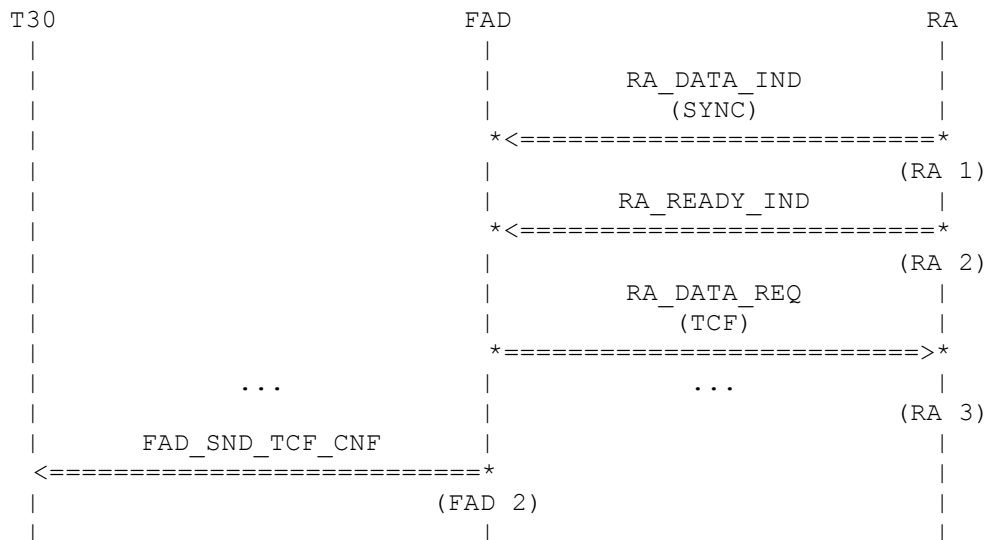 T30 FAD RA
RA_DATA_IND
(SYNC)
*<==========================*
(RA 1)
RA_READY_IND
*<==========================*
(RA 2)
RA_DATA_REQ
(TCF)
*==========================>*
... ...
(RA 3)
FAD_SND_TCF_CNF
<===========================*
(FAD 2)